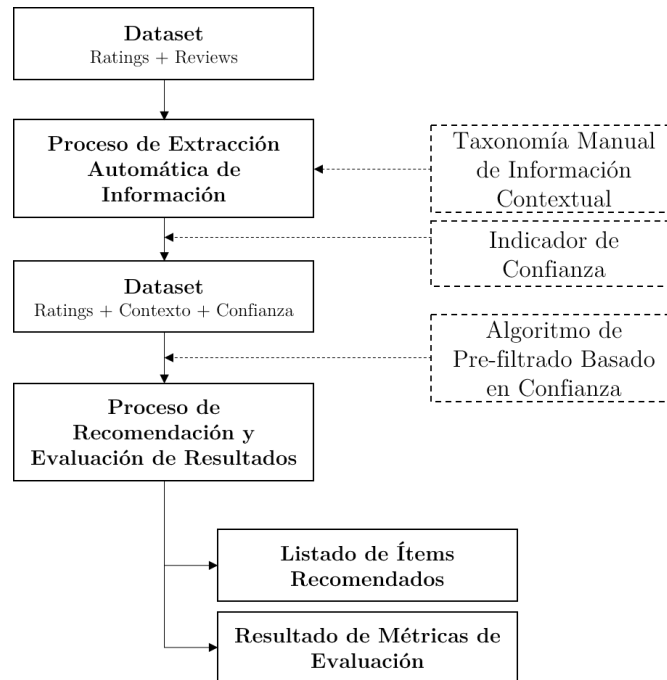 Dataset
Ratings + Reviews
Proceso de Extracción
Automática de
Información
Taxonomía Manual
de Información
Contextual
Indicador de
Confianza
Dataset
Ratings + Contexto + Confianza
Algoritmo de
Pre-filtrado Basado
en Confianza
Proceso de
Recomendación y
Evaluación de Resultados
Listado de Ítems
Recomendados
Resultado de Métricas de
Evaluación